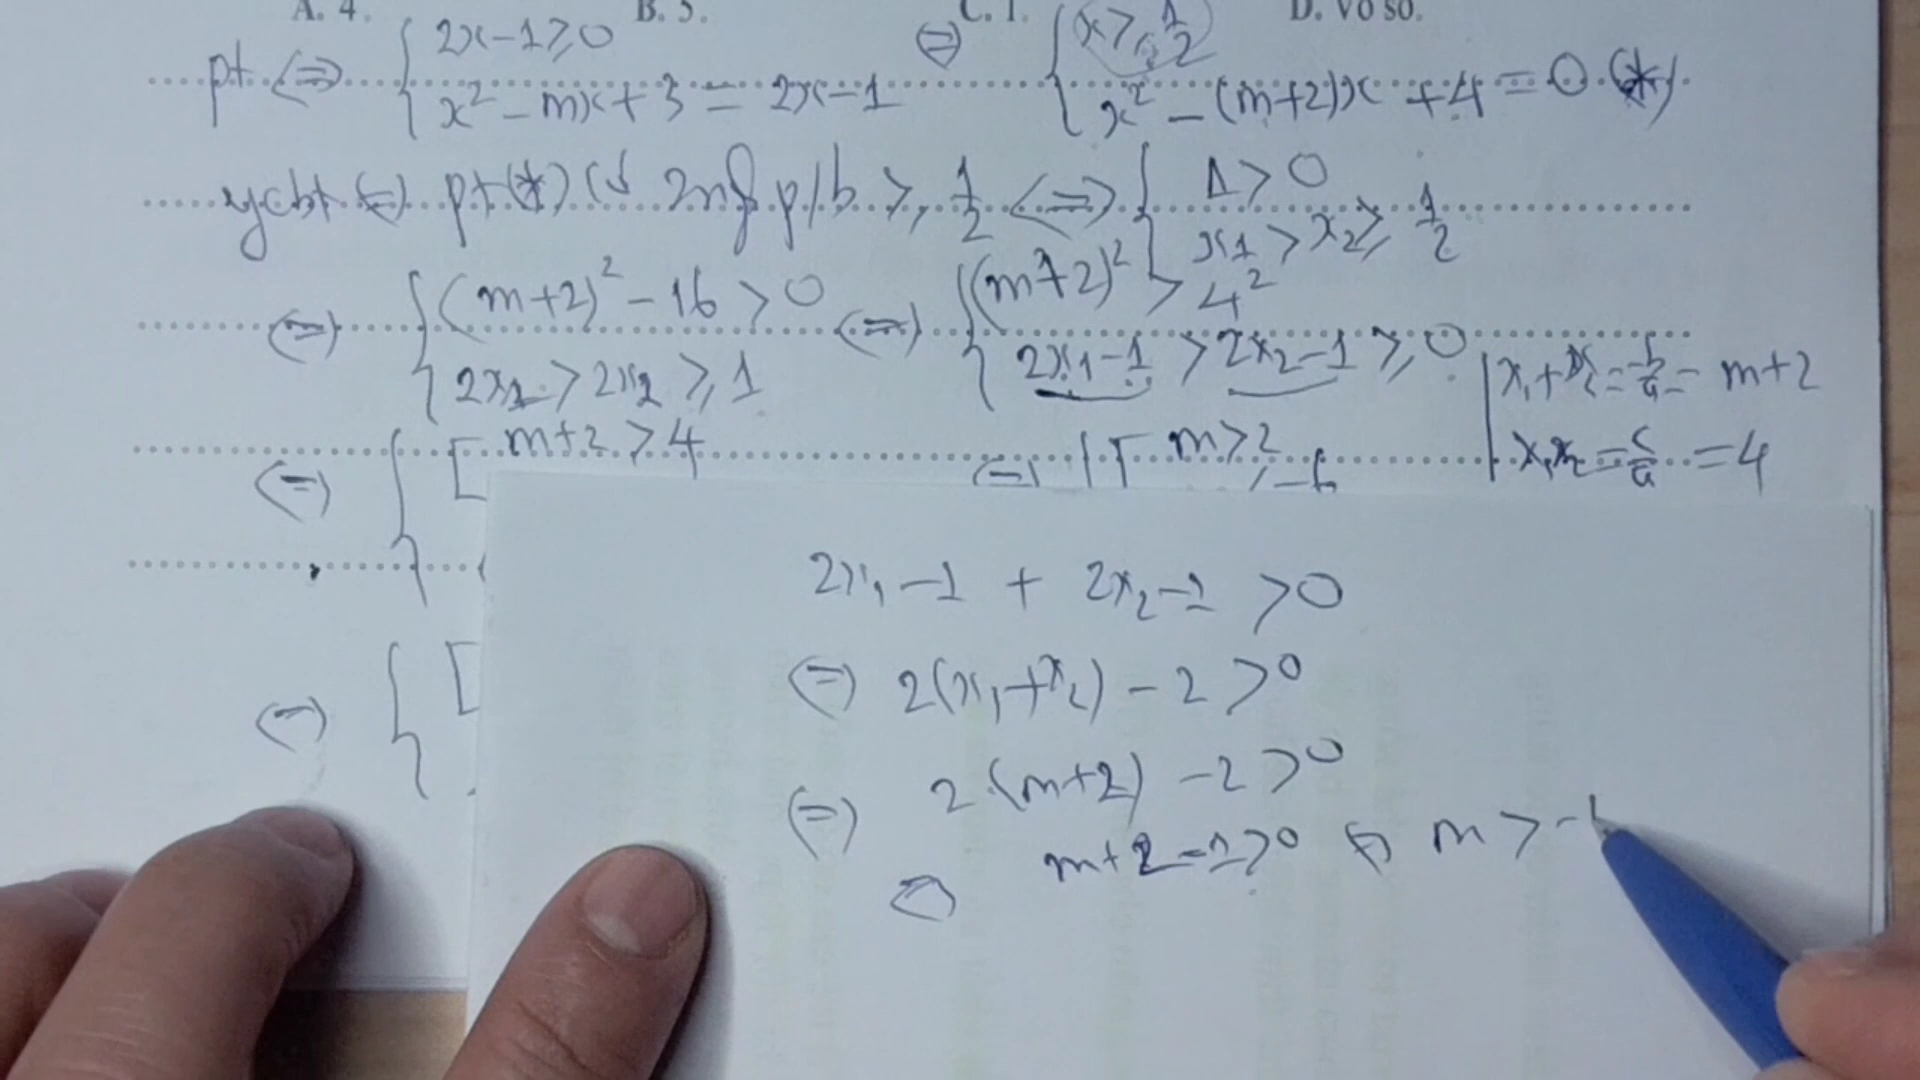 A. 4. B. 5. C. 1. D. Vô số.
pt ⇔ { 2x-1 ≥ 0 ⇔ { x ≥ 1/2
x² - mx + 3 = 2x - 1 x² - (m+2)x + 4 = 0 (*)
ycbt ⇔ pt (*) có 2 ng p/b ≥ 1/2 ⇔ { Δ > 0
x1 > x2 ≥ 1/2
⇔ { (m+2)² - 16 > 0 ⇔ { (m+2)² > 4²
2x1 > 2x2 ≥ 1 2x1 - 1 > 2x2 - 1 ≥ 0 | x1 + x2 = -b/a = m+2
⇔ { [ m+2 > 4 ⇔ { [ m > 2 x1x2 = c/a = 4
< -6
2x1 - 1 + 2x2 - 1 > 0
⇔ 2(x1 + x2) - 2 > 0
⇔ { [
⇔ 2.(m+2) - 2 > 0
⇔ m+2-1 > 0 ⇔ m > -1